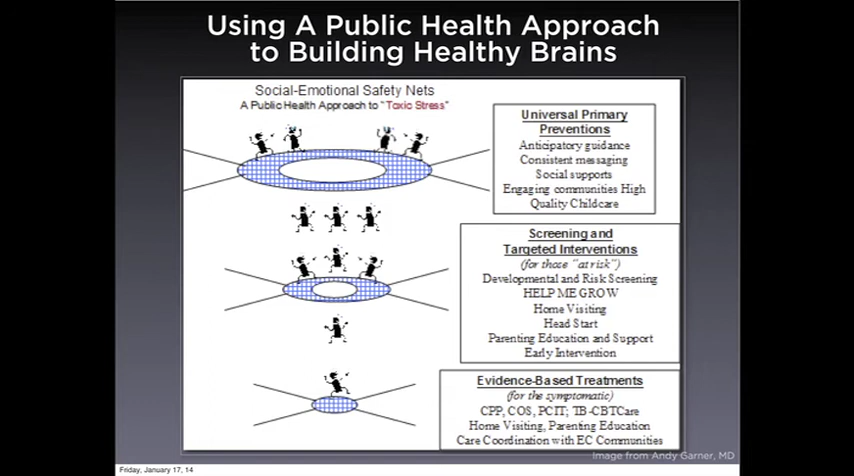 Using A Public Health Approach
to Building Healthy Brains
Social-Emotional Safety Nets
A Public Health Approach to "Toxic Stress"
Universal Primary
Preventions
Anticipatory guidance
Consistent messaging
Social supports
Engaging communities High
Quality Childcare
Screening and
Targeted Interventions
(for those "at risk")
Developmental and Risk Screening
HELP ME GROW
Home Visiting
Head Start
Parenting Education and Support
Early Intervention
Evidence-Based Treatments
(for the symptomatic)
CPP, COS, PCIT; TB-CBTCare
Home Visiting, Parenting Education
Care Coordination with EC Communities
Image from Andy Garner, MD
Friday, January 17, 14